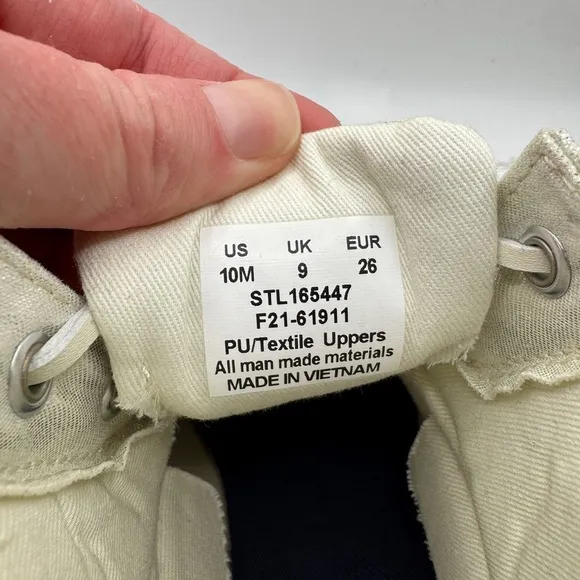 US UK EUR
10M 9 26
STL165447
F21-61911
PU/Textile Uppers
All man made materials
MADE IN VIETNAM